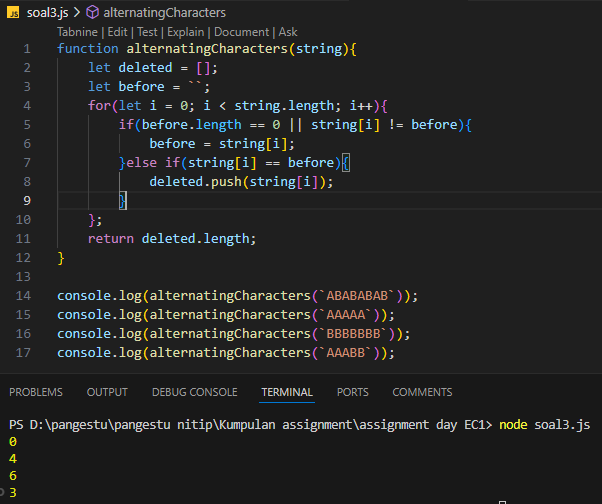 JS soal3.js > alternatingCharacters
Tabnine | Edit | Test | Explain | Document | Ask
1 function alternatingCharacters(string){
2     let deleted = [];
3     let before = ``;
4     for(let i = 0; i < string.length; i++){
5         if(before.length == 0 || string[i] != before){
6             before = string[i];
7         }else if(string[i] == before){
8             deleted.push(string[i]);
9         }
10     };
11     return deleted.length;
12 }
13
14 console.log(alternatingCharacters(`ABABABAB`));
15 console.log(alternatingCharacters(`AAAAA`));
16 console.log(alternatingCharacters(`BBBBBBB`));
17 console.log(alternatingCharacters(`AAABB`));
PROBLEMS OUTPUT DEBUG CONSOLE TERMINAL PORTS COMMENTS
PS D:\pangestu\pangestu nitip\Kumpulan assignment\assignment day EC1> node soal3.js
0
4
6
3